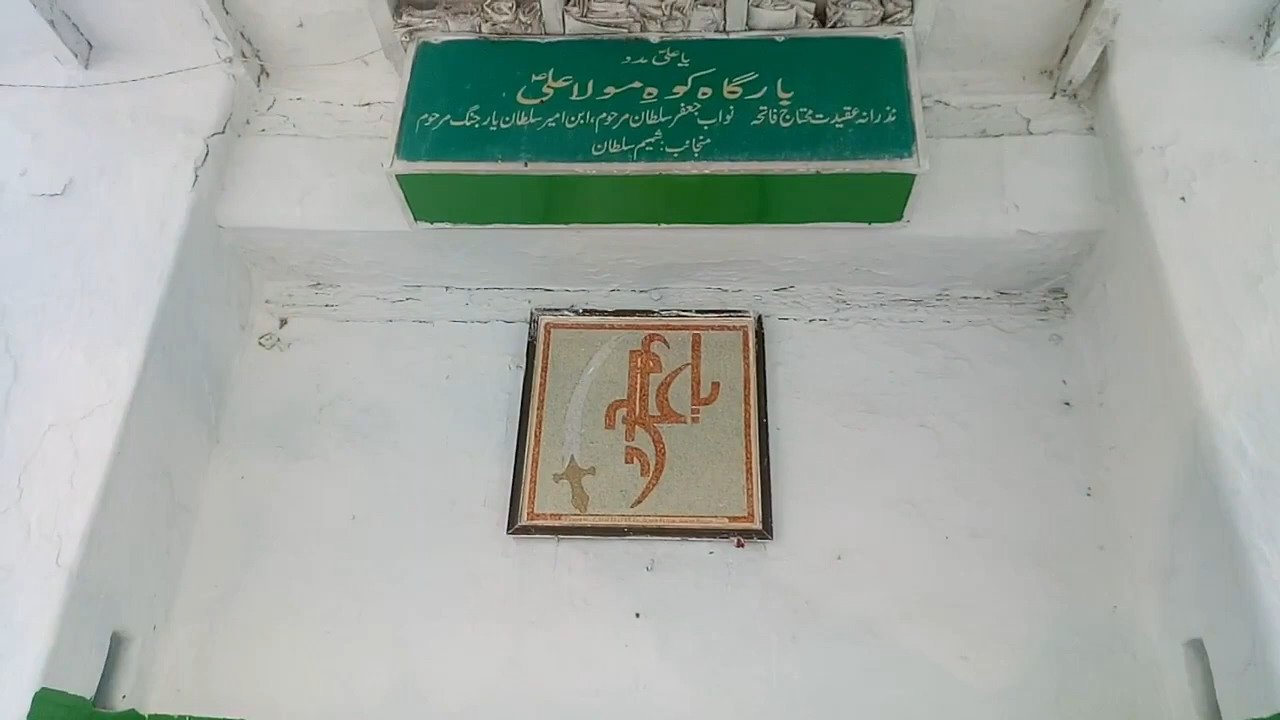 یا علیؑ مدد
بارگاہ کوہِ مولا علیؑ
نذرانہ عقیدت محتاج فاتحہ نواب جعفر سلطان مرحوم، ابن امیر سلطان یار جنگ مرحوم
منجانب: شمیم سلطان
یا علی مدد